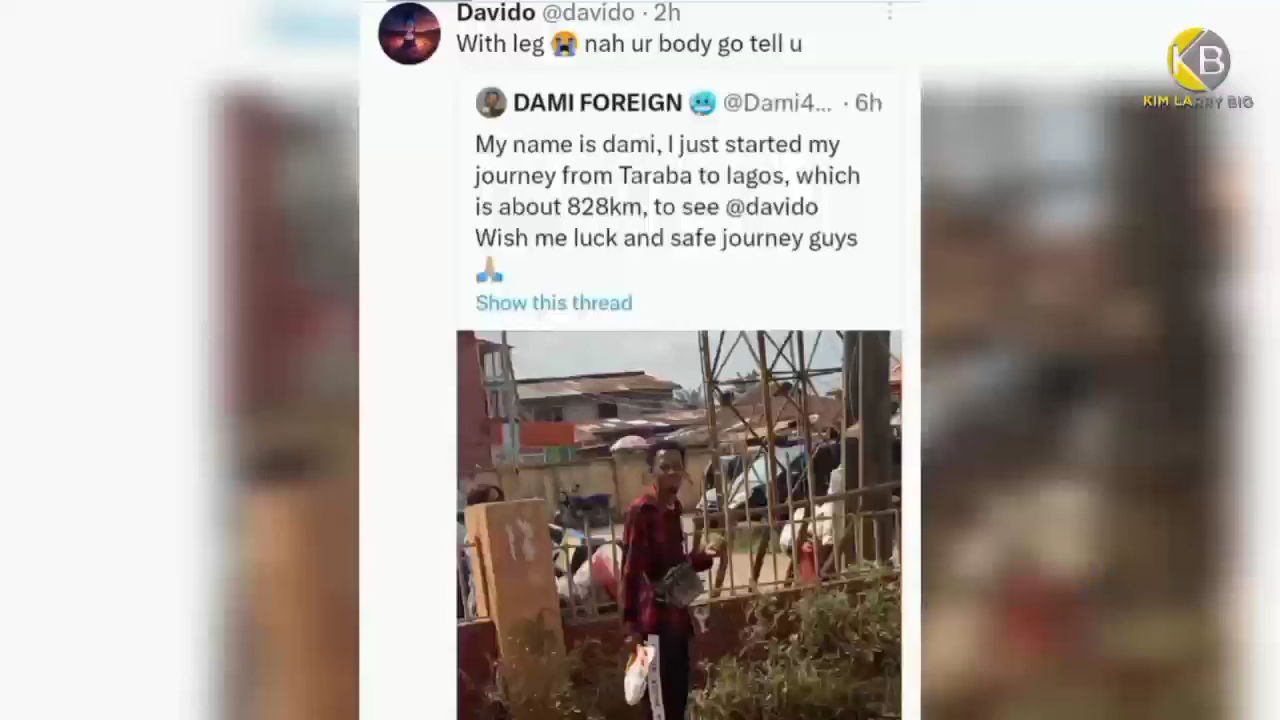 Davido @davido · 2h
With leg 😭 nah ur body go tell u
DAMI FOREIGN 🥶 @Dami4... · 6h
My name is dami, I just started my
journey from Taraba to lagos, which
is about 828km, to see @davido
Wish me luck and safe journey guys
🙏🏼
Show this thread
KB
KIM LARRY BIO